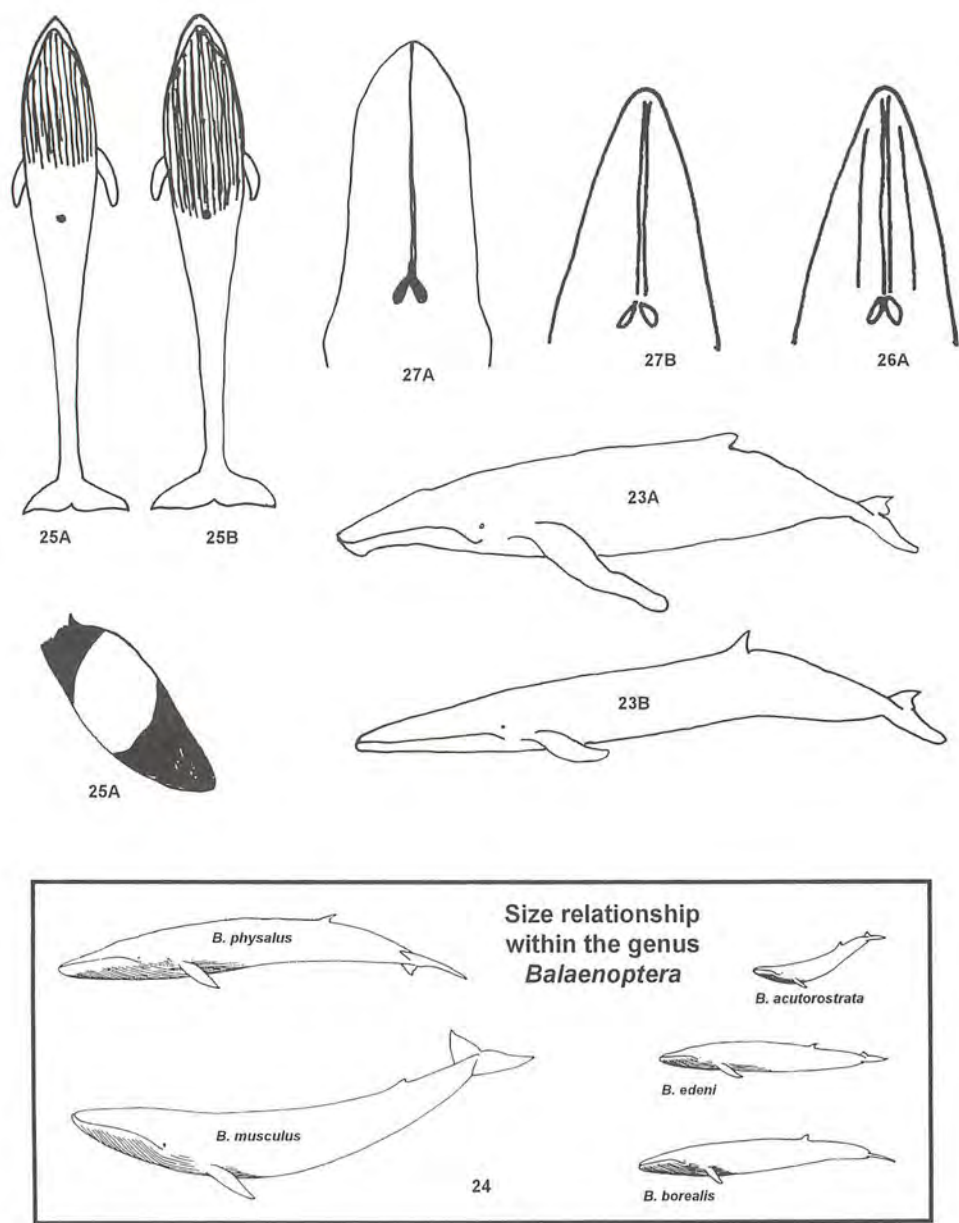 27A
27B
26A
25A
25B
23A
23B
25A
Size relationship
within the genus
Balaenoptera
B. physalus
B. acutorostrata
B. edeni
B. musculus
24
B. borealis